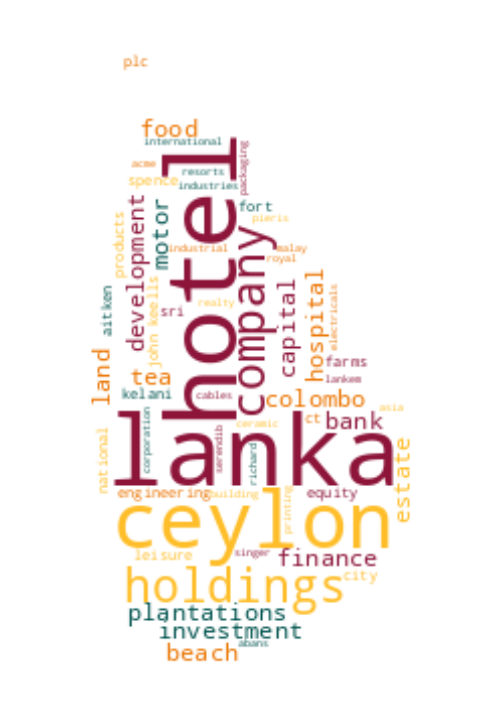 plc
food
international
packaging
acme
resorts
spence
industries
hotel
development
motor
fort
pieris
products
company
industrial
malay
royal
john keells
capital
hospital
electricals
aitken
sri
realty
land
tea
farms
lankem
kelani
cables
colombo
asia
corporation
ct
bank
ceramic
lanka
national
serendib
richard
estate
engineering
building
equity
printing
ceylon
leisure
singer
finance
holdings
city
plantations
investment
abans
beach